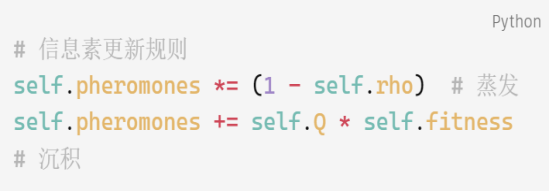 Python
# 信息素更新规则
self.pheromones *= (1 - self.rho)  # 蒸发
self.pheromones += self.Q * self.fitness
# 沉积